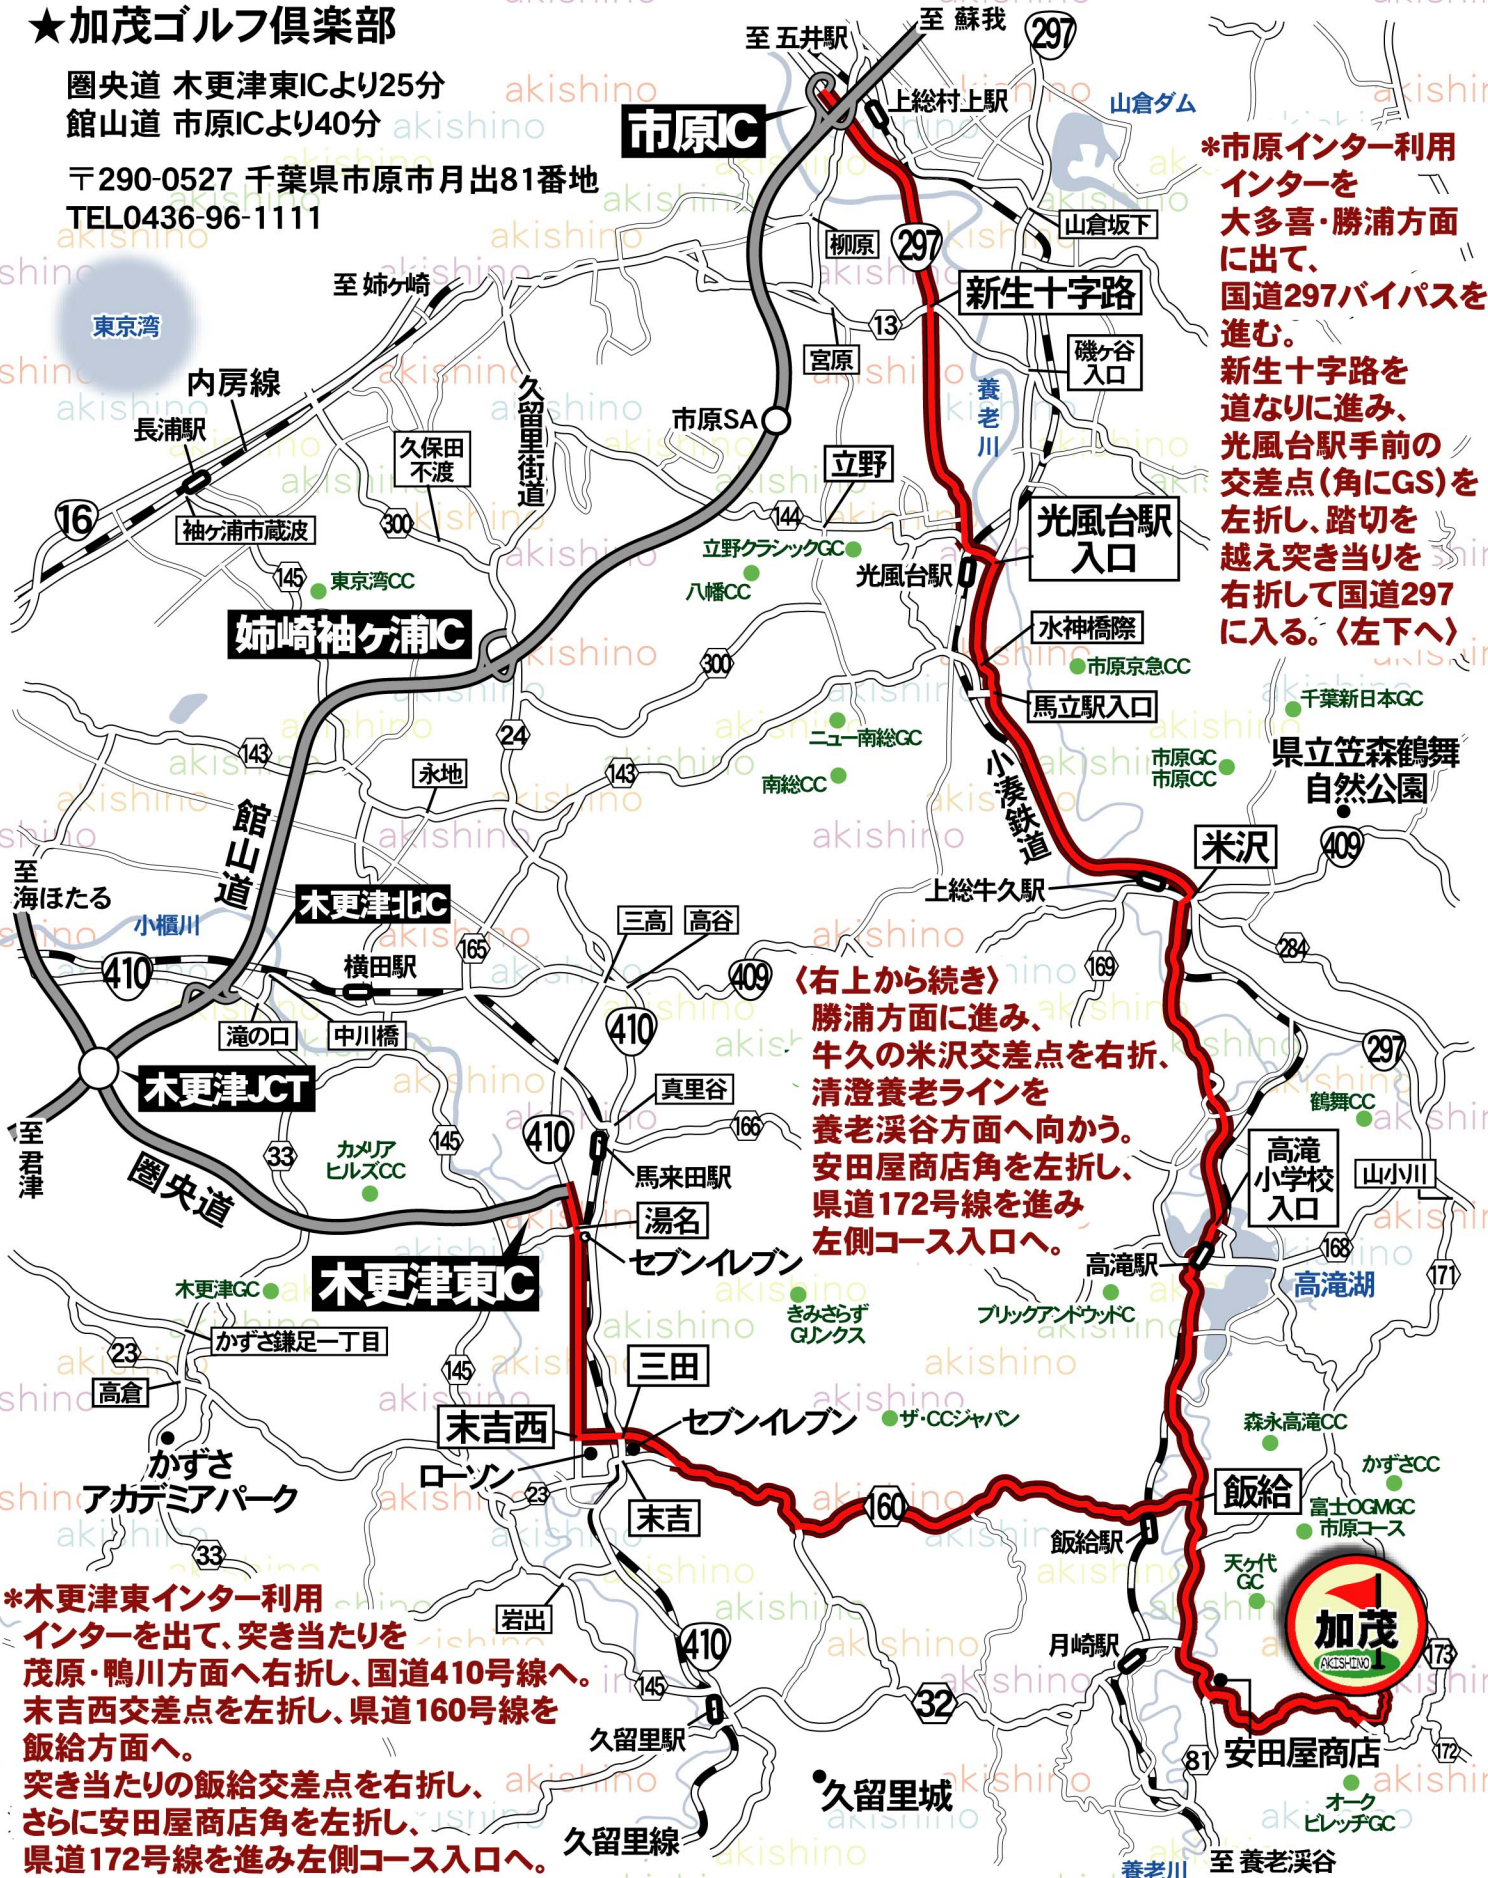 ★加茂ゴルフ倶楽部
圏央道 木更津東ICより25分
館山道 市原ICより40分
〒290-0527 千葉県市原市月出81番地
TEL0436-96-1111
至 五井駅
至 蘇我
297
市原IC
上総村上駅
山倉ダム
*市原インター利用
インターを
大多喜・勝浦方面
に出て、
国道297バイパスを
進む。
新生十字路を
道なりに進み、
光風台駅手前の
交差点(角にGS)を
左折し、踏切を
越え突き当りを
右折して国道297
に入る。〈左下へ〉
山倉坂下
柳原
297
新生十字路
13
宮原
磯ヶ谷
入口
養老川
東京湾
至 姉ヶ崎
内房線
長浦駅
久保田
不渡
久留里街道
市原SA
16
袖ヶ浦市蔵波
300
145
東京湾CC
姉崎袖ヶ浦IC
立野
144
立野クラシックGC
八幡CC
光風台駅
光風台駅
入口
水神橋際
市原京急CC
馬立駅入口
300
千葉新日本GC
ニュー南総GC
南総CC
小湊鉄道
市原GC
市原CC
県立笠森鶴舞
自然公園
24
143
永地
143
館山道
米沢
409
上総牛久駅
至
海ほたる
小櫃川
木更津北IC
410
横田駅
165
三高
高谷
409
169
284
滝の口
中川橋
410
木更津JCT
真里谷
166
410
馬来田駅
297
鶴舞CC
〈右上から続き〉
勝浦方面に進み、
牛久の米沢交差点を右折、
清澄養老ラインを
養老渓谷方面へ向かう。
安田屋商店角を左折し、
県道172号線を進み
左側コース入口へ。
至 君津
33
カメリア
ヒルズCC
145
圏央道
湯名
セブンイレブン
木更津東IC
高滝
小学校
入口
山小川
168
171
高滝駅
高滝湖
木更津GC
かずさ鎌足一丁目
23
高倉
145
きみさらず
Gリンクス
ブリックアンドウッドC
三田
末吉西
セブンイレブン
ザ・CCジャパン
ローソン
23
末吉
かずさ
アカデミアパーク
33
160
飯給
飯給駅
森永高滝CC
かずさCC
富士OGMGC
市原コース
天ヶ代
GC
加茂
AKISHINO
173
*木更津東インター利用
インターを出て、突き当たりを
茂原・鴨川方面へ右折し、国道410号線へ。
末吉西交差点を左折し、県道160号線を
飯給方面へ。
突き当たりの飯給交差点を右折し、
さらに安田屋商店角を左折し、
県道172号線を進み左側コース入口へ。
岩出
410
145
久留里駅
32
月崎駅
81
安田屋商店
172
久留里線
久留里城
オーク
ビレッヂGC
養老川
至 養老渓谷
akishino